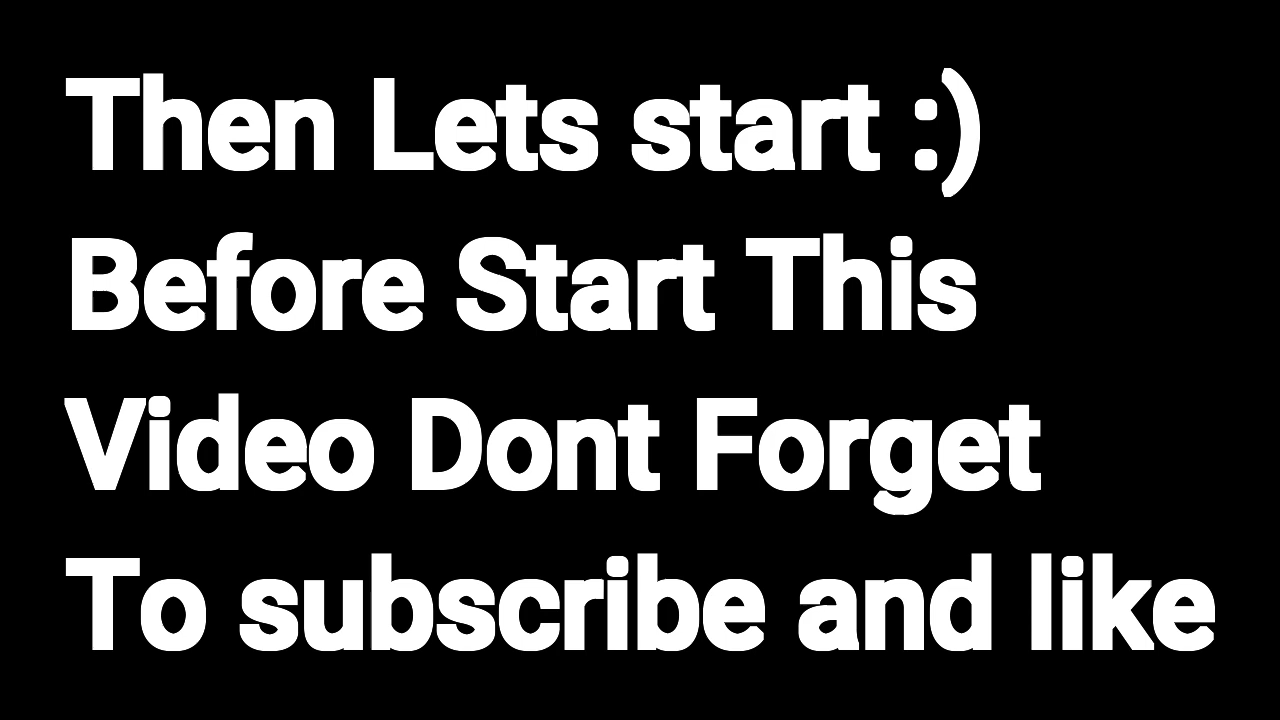 Then Lets start :)
Before Start This
Video Dont Forget
To subscribe and like